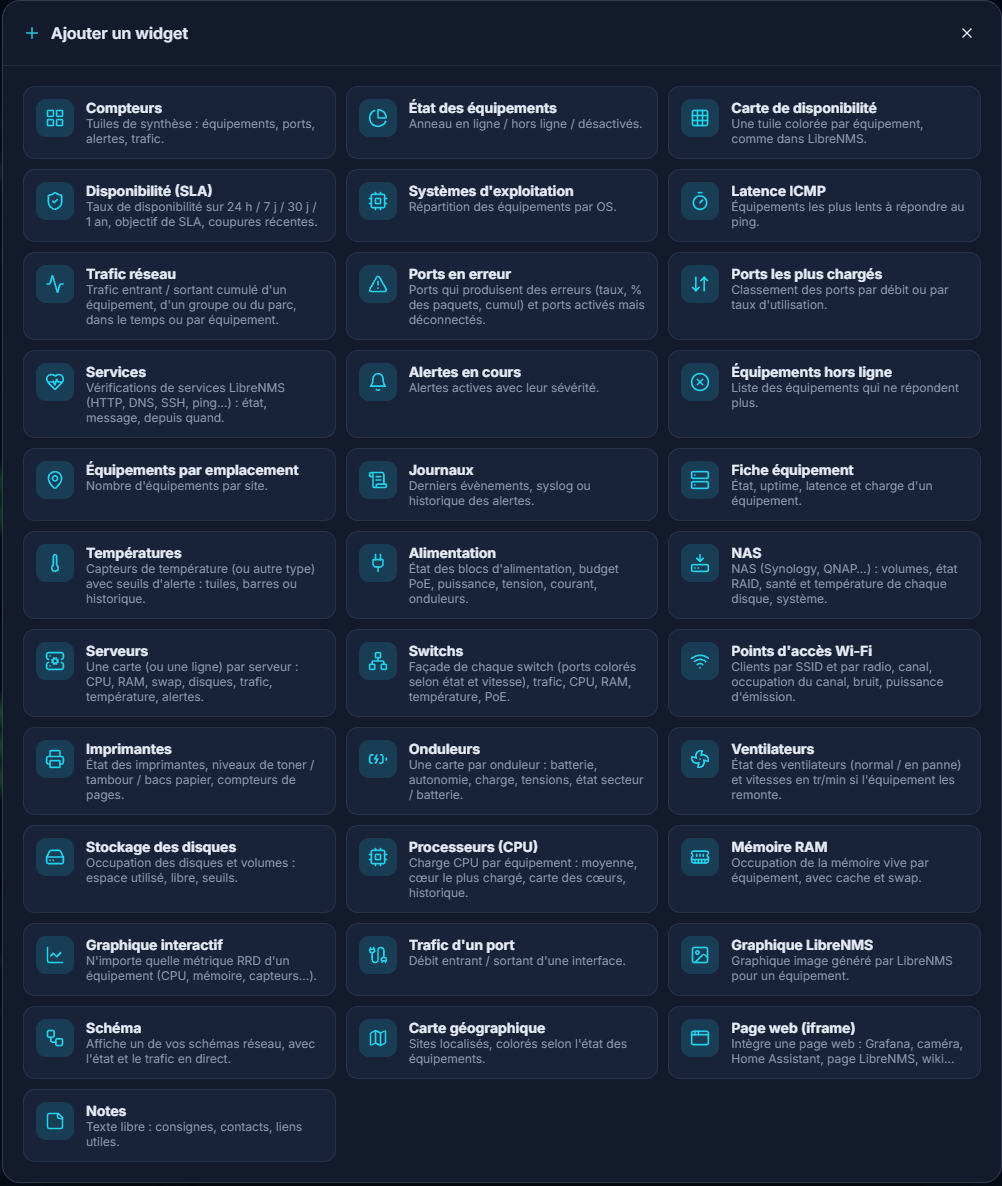 Ajouter un widget
Compteurs
Tuiles de synthèse : équipements, ports,
alertes, trafic.
État des équipements
Anneau en ligne / hors ligne / désactivés.
Carte de disponibilité
Une tuile colorée par équipement,
comme dans LibreNMS.
Disponibilité (SLA)
Taux de disponibilité sur 24 h / 7 j / 30 j /
1 an, objectif de SLA, coupures récentes.
Systèmes d'exploitation
Répartition des équipements par OS.
Latence ICMP
Équipements les plus lents à répondre au
ping.
Trafic réseau
Trafic entrant / sortant cumulé d'un
équipement, d'un groupe ou du parc,
dans le temps ou par équipement.
Ports en erreur
Ports qui produisent des erreurs (taux, %
des paquets, cumul) et ports activés mais
déconnectés.
Ports les plus chargés
Classement des ports par débit ou par
taux d'utilisation.
Services
Vérifications de services LibreNMS
(HTTP, DNS, SSH, ping…) : état,
message, depuis quand.
Alertes en cours
Alertes actives avec leur sévérité.
Équipements hors ligne
Liste des équipements qui ne répondent
plus.
Équipements par emplacement
Nombre d'équipements par site.
Journaux
Derniers évènements, syslog ou
historique des alertes.
Fiche équipement
État, uptime, latence et charge d'un
équipement.
Températures
Capteurs de température (ou autre type)
avec seuils d'alerte : tuiles, barres ou
historique.
Alimentation
État des blocs d'alimentation, budget
PoE, puissance, tension, courant,
onduleurs.
NAS
NAS (Synology, QNAP…) : volumes, état
RAID, santé et température de chaque
disque, système.
Serveurs
Une carte (ou une ligne) par serveur :
CPU, RAM, swap, disques, trafic,
température, alertes.
Switchs
Façade de chaque switch (ports colorés
selon état et vitesse), trafic, CPU, RAM,
température, PoE.
Points d'accès Wi-Fi
Clients par SSID et par radio, canal,
occupation du canal, bruit, puissance
d'émission.
Imprimantes
État des imprimantes, niveaux de toner /
tambour / bacs papier, compteurs de
pages.
Onduleurs
Une carte par onduleur : batterie,
autonomie, charge, tensions, état secteur
/ batterie.
Ventilateurs
État des ventilateurs (normal / en panne)
et vitesses en tr/min si l'équipement les
remonte.
Stockage des disques
Occupation des disques et volumes :
espace utilisé, libre, seuils.
Processeurs (CPU)
Charge CPU par équipement : moyenne,
cœur le plus chargé, carte des cœurs,
historique.
Mémoire RAM
Occupation de la mémoire vive par
équipement, avec cache et swap.
Graphique interactif
N'importe quelle métrique RRD d'un
équipement (CPU, mémoire, capteurs…).
Trafic d'un port
Débit entrant / sortant d'une interface.
Graphique LibreNMS
Graphique image généré par LibreNMS
pour un équipement.
Schéma
Affiche un de vos schémas réseau, avec
l'état et le trafic en direct.
Carte géographique
Sites localisés, colorés selon l'état des
équipements.
Page web (iframe)
Intègre une page web : Grafana, caméra,
Home Assistant, page LibreNMS, wiki…
Notes
Texte libre : consignes, contacts, liens
utiles.